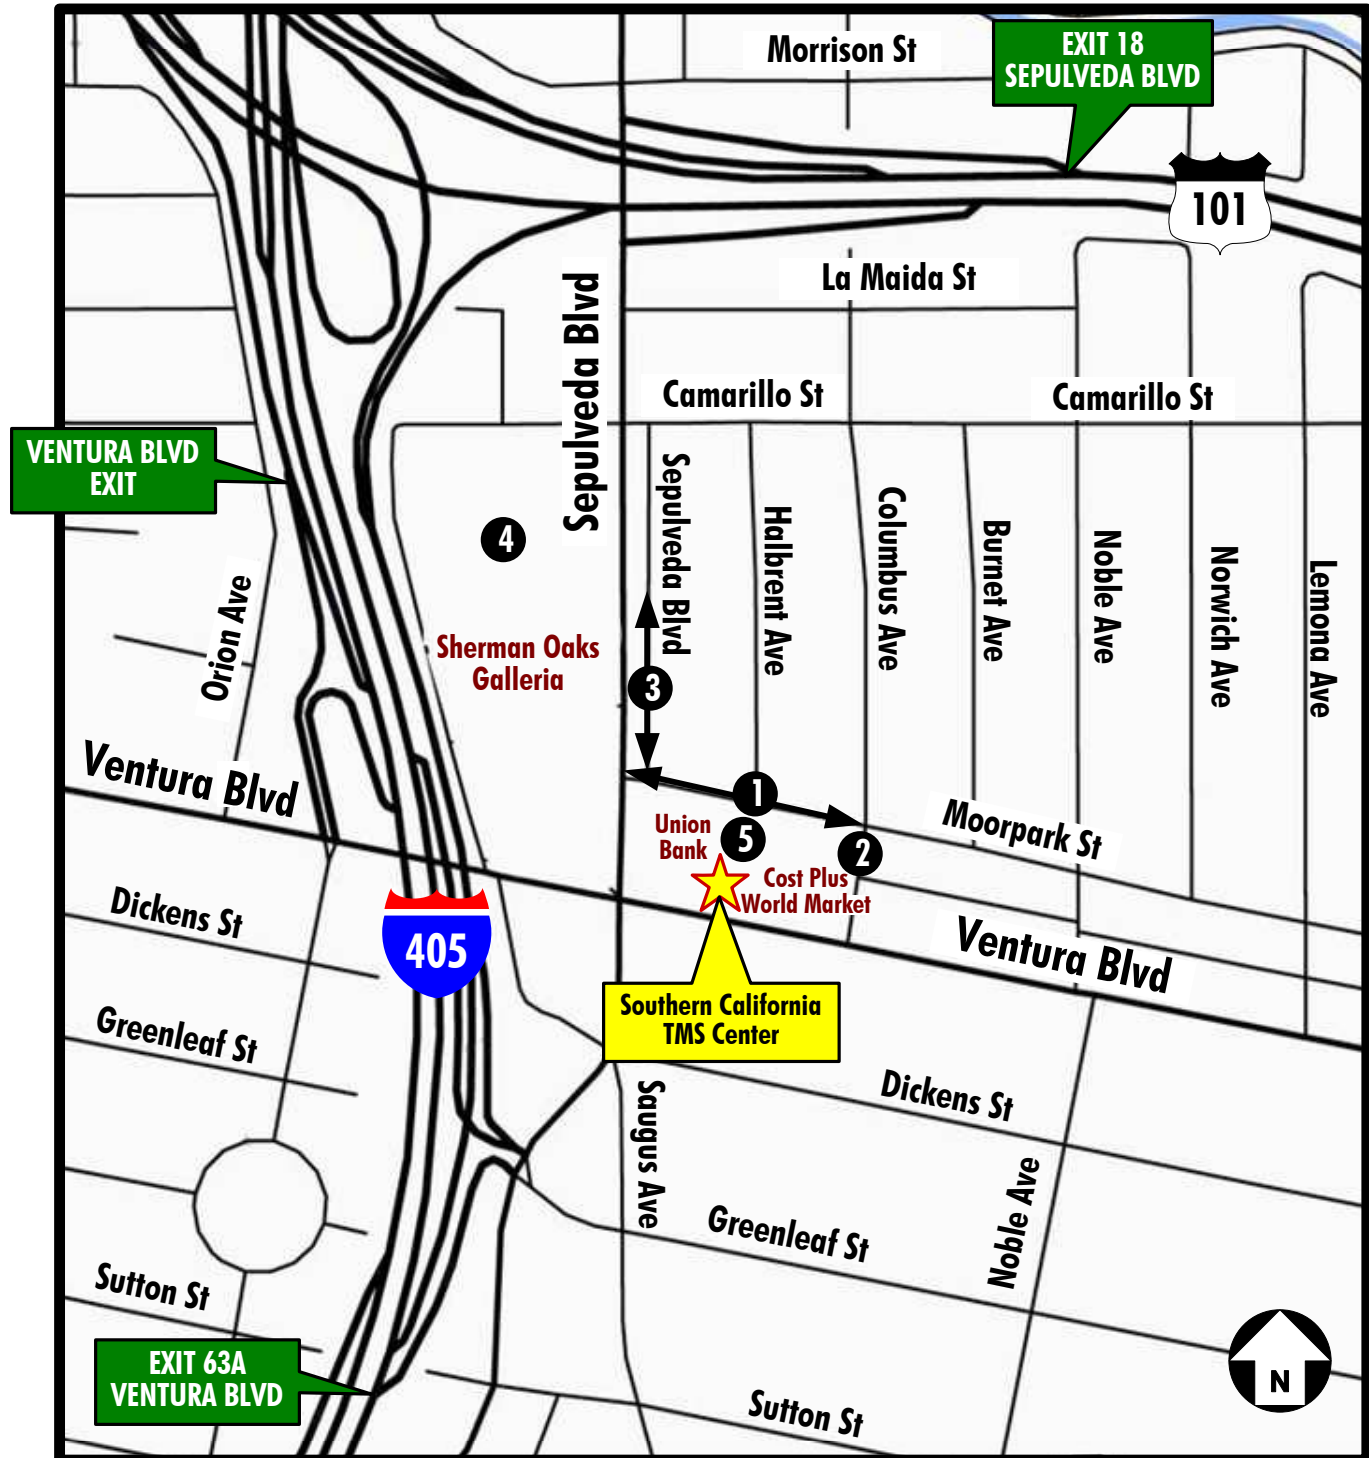 Morrison St
EXIT 18
SEPULVEDA BLVD
101
La Maida St
Sepulveda Blvd
Camarillo St
Camarillo St
VENTURA BLVD
EXIT
4
Sepulveda Blvd
Halbrent Ave
Columbus Ave
Burnet Ave
Noble Ave
Norwich Ave
Lemona Ave
Orion Ave
Sherman Oaks
Galleria
3
Ventura Blvd
1
Union
Bank
5
2
Moorpark St
Cost Plus
World Market
Dickens St
405
Ventura Blvd
Southern California
TMS Center
Greenleaf St
Dickens St
Saugus Ave
Noble Ave
Greenleaf St
Sutton St
EXIT 63A
VENTURA BLVD
Sutton St
N